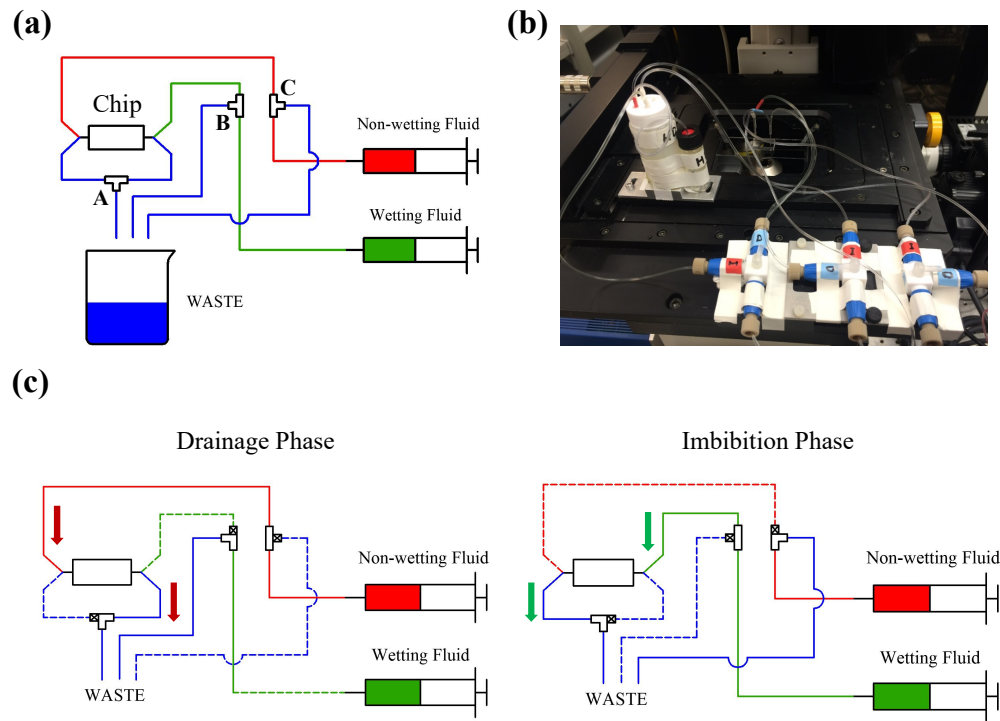 (a)
(b)
Chip
C
B
A
Non-wetting Fluid
Wetting Fluid
WASTE
H
D
I
I
I
D
D
(c)
Drainage Phase
Imbibition Phase
Non-wetting Fluid
Wetting Fluid
WASTE
Non-wetting Fluid
Wetting Fluid
WASTE